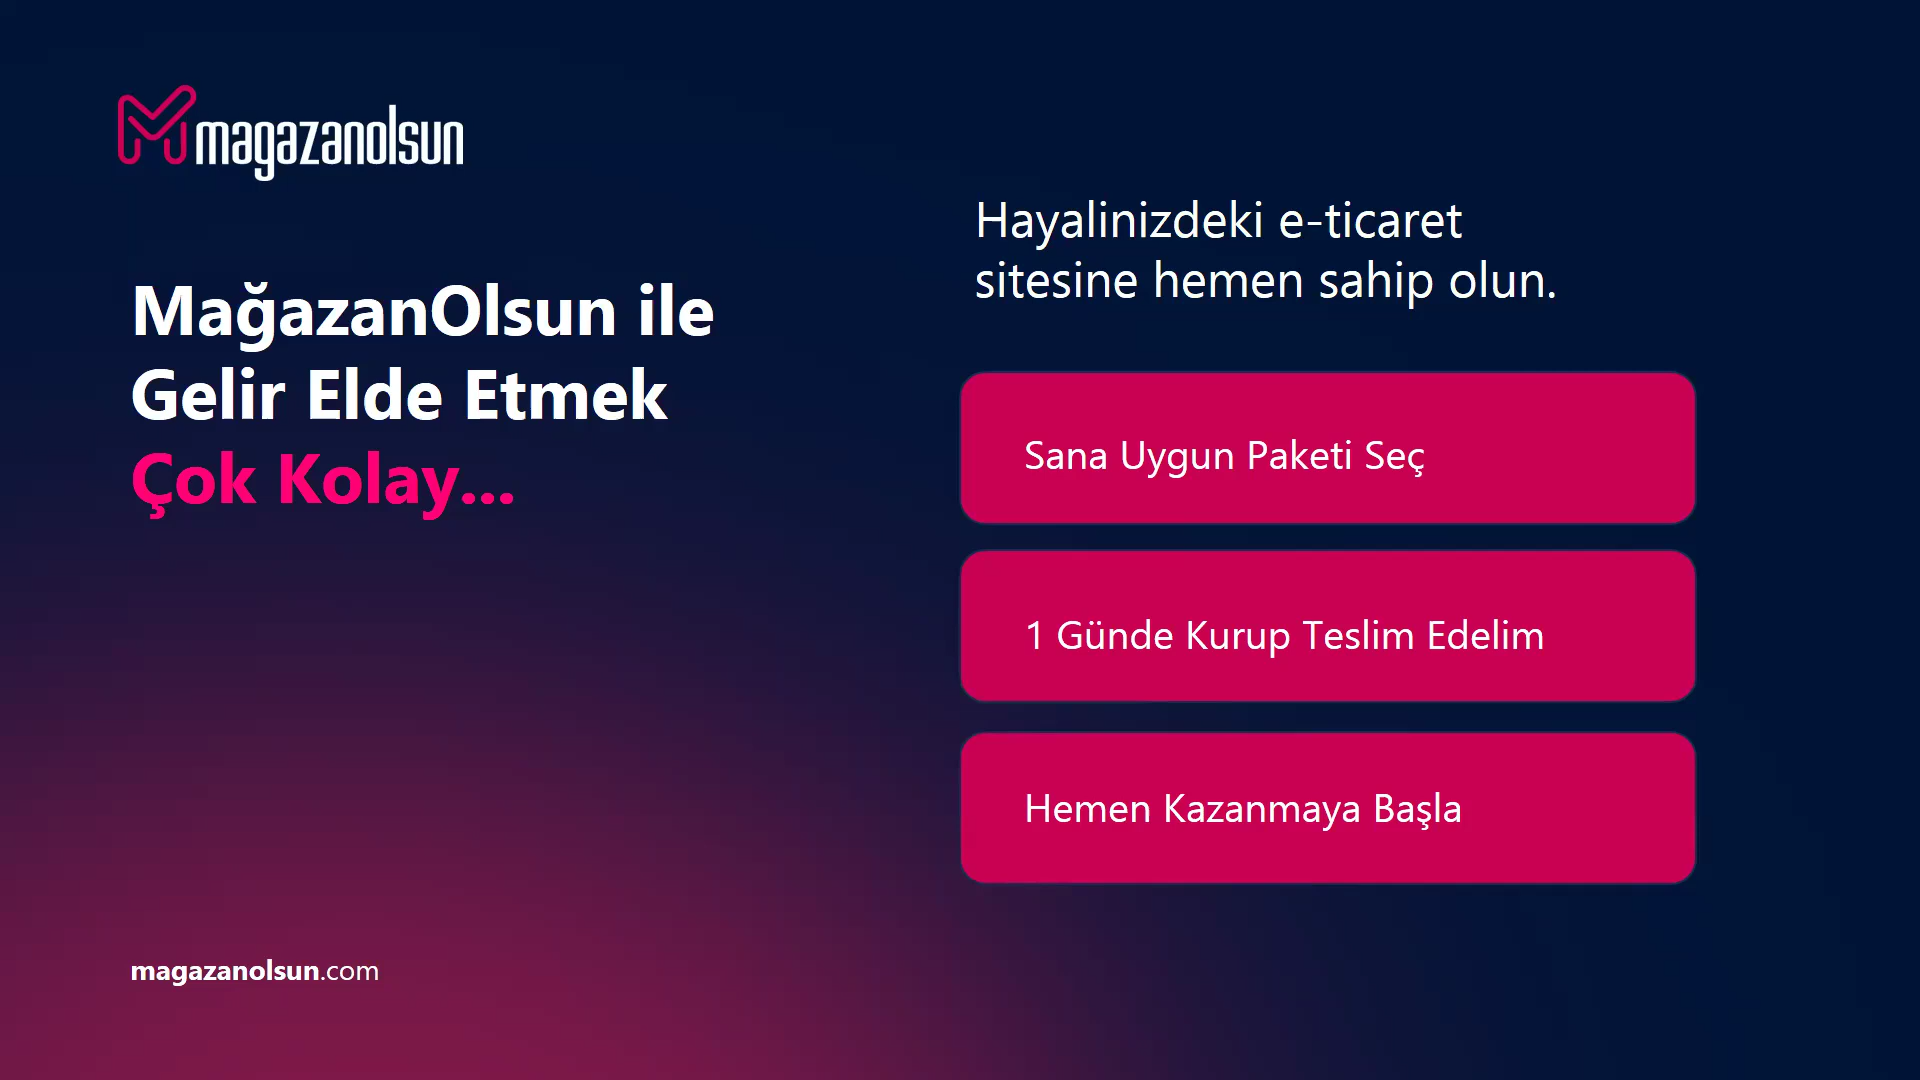 magazanolsun
MağazanOlsun ile
Gelir Elde Etmek
Çok Kolay...
magazanolsun.com
Hayalinizdeki e-ticaret
sitesine hemen sahip olun.
Sana Uygun Paketi Seç
1 Günde Kurup Teslim Edelim
Hemen Kazanmaya Başla